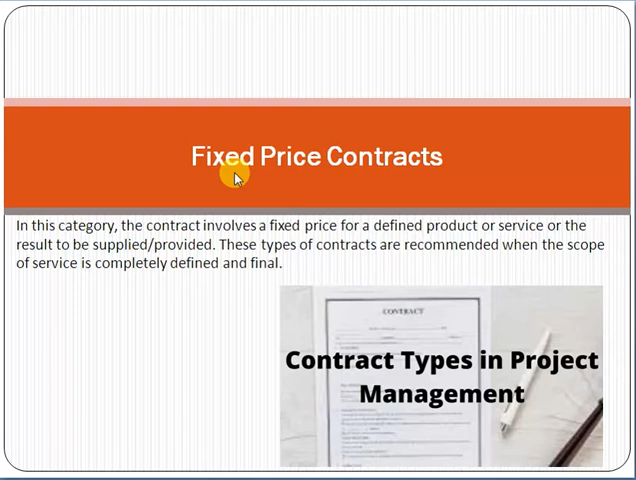 Fixed Price Contracts
In this category, the contract involves a fixed price for a defined product or service or the
result to be supplied/provided. These types of contracts are recommended when the scope
of service is completely defined and final.
CONTRACT
Contract Types in Project
Management